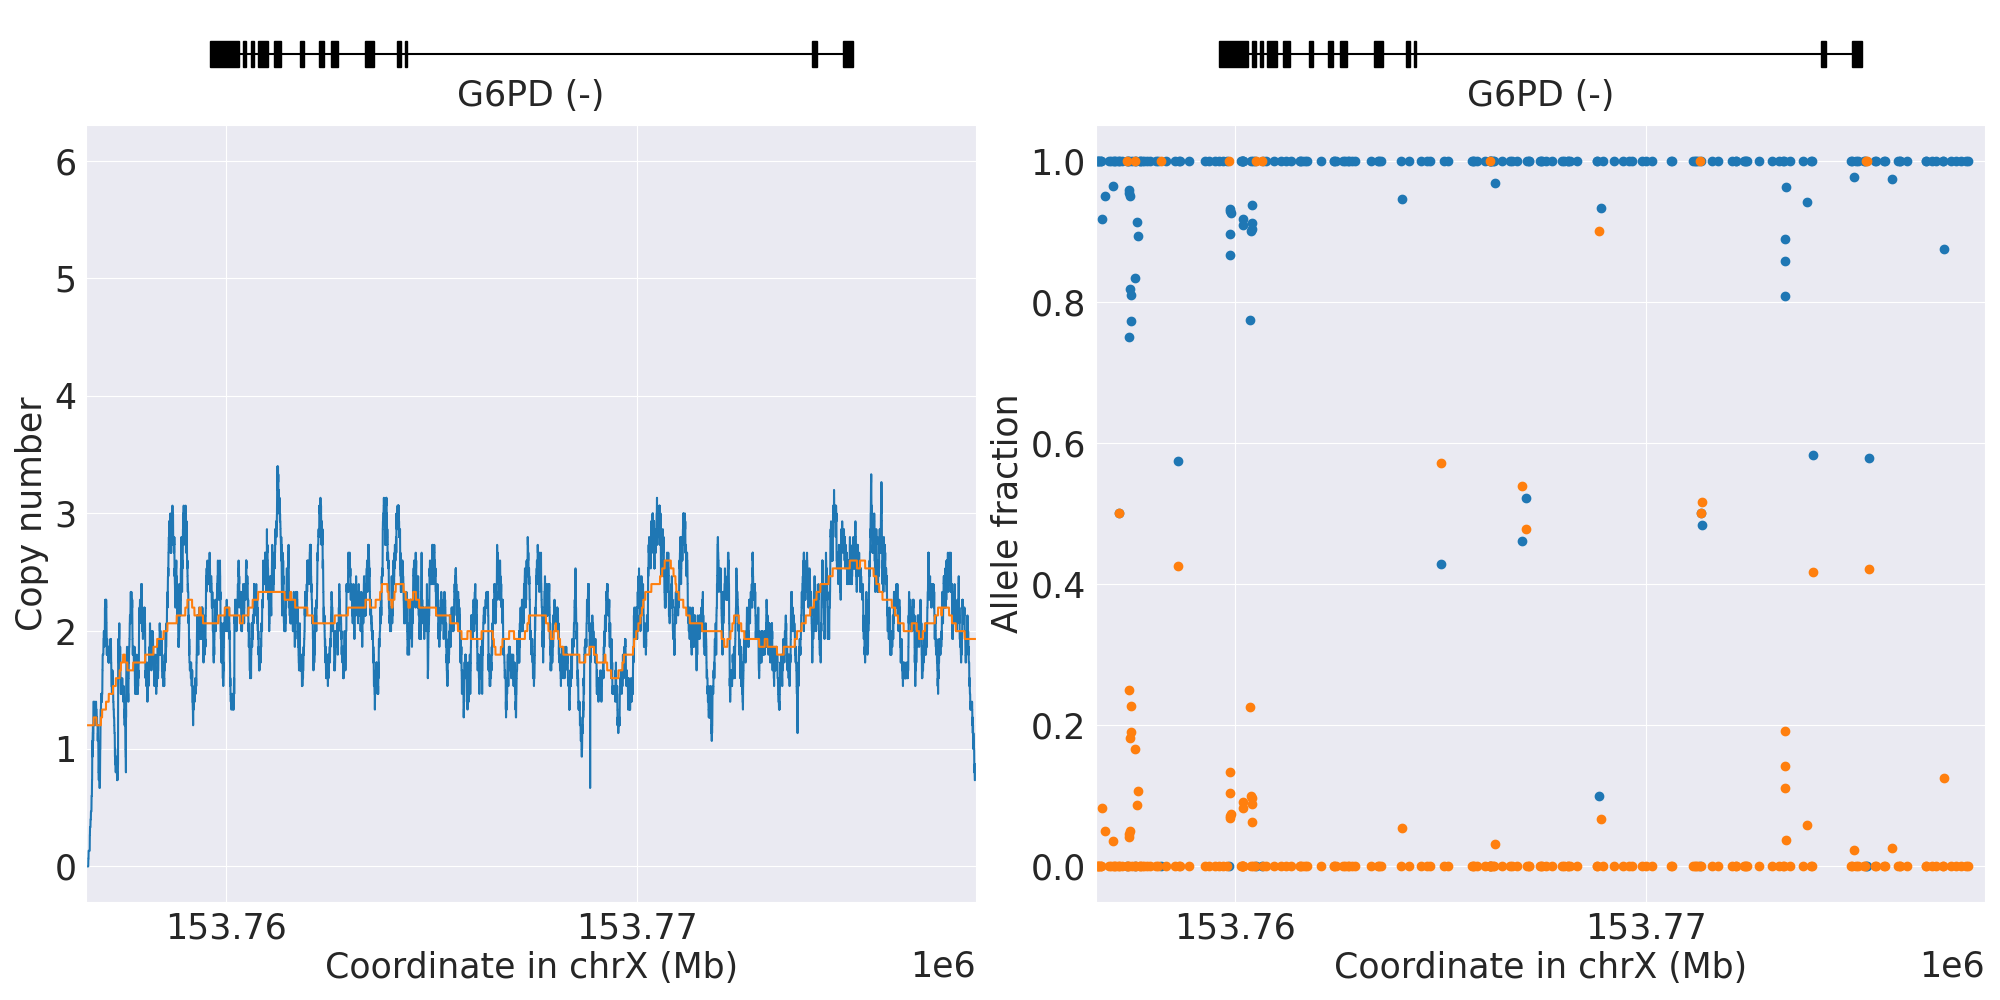 G6PD (-)
6
5
4
3
2
1
0
Copy number
153.76
153.77
Coordinate in chrX (Mb)
1e6
G6PD (-)
1.0
0.8
0.6
0.4
0.2
0.0
Allele fraction
153.76
153.77
Coordinate in chrX (Mb)
1e6